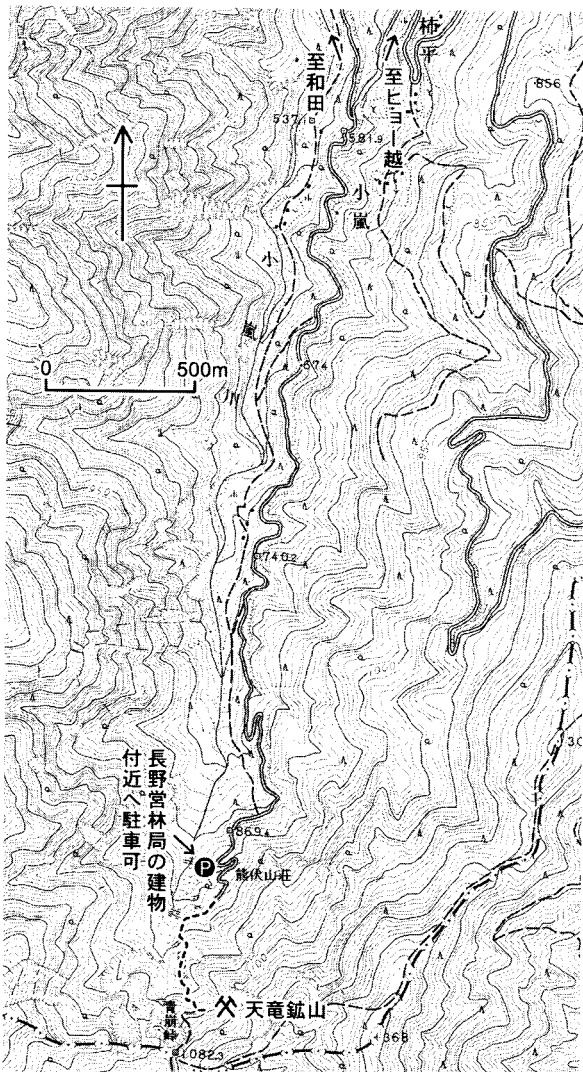 柿平
至和田
至ヒョー越
856
537.1
581.9
小嵐
小嵐川
0 500m
674
740.2
長野営林局の建物
付近へ駐車可
869
P
熊伏山荘
天竜鉱山
青崩峠
1082.3
1368